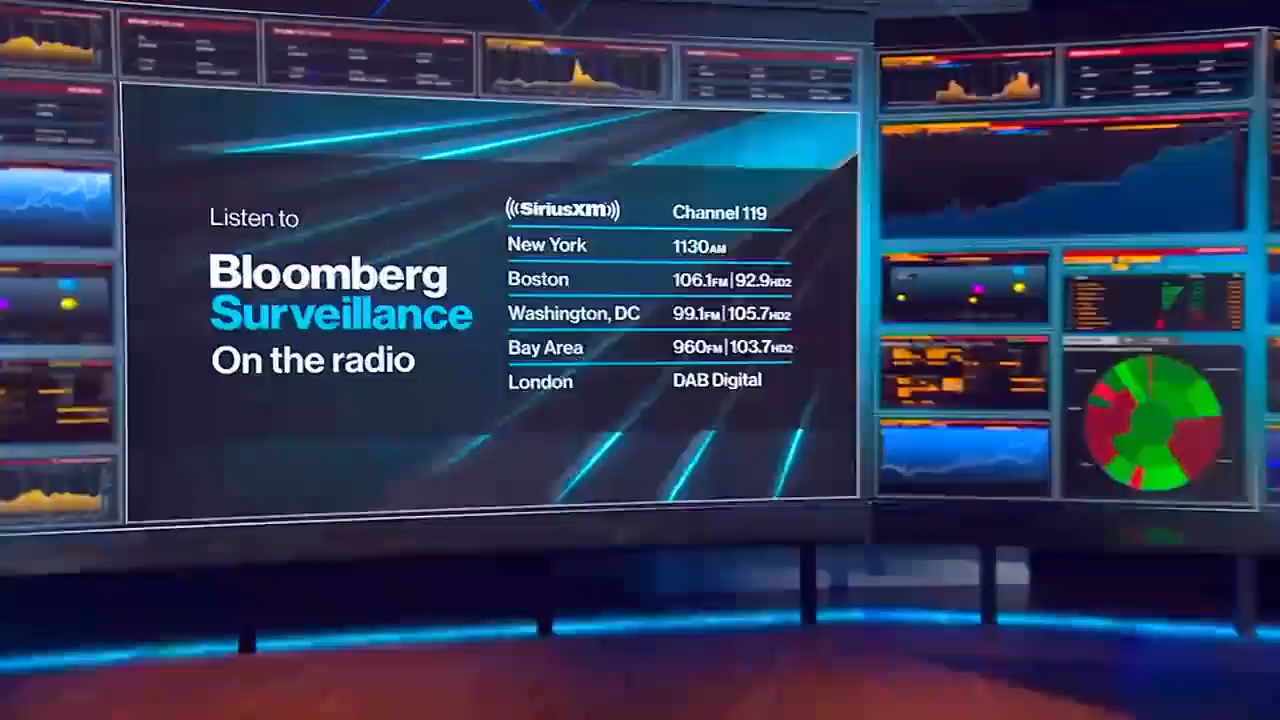 Listen to
Bloomberg
Surveillance
On the radio
((SiriusXM)) Channel 119
New York 1130AM
Boston 106.1FM|92.9HD2
Washington, DC 99.1FM|105.7HD2
Bay Area 960FM|103.7HD2
London DAB Digital